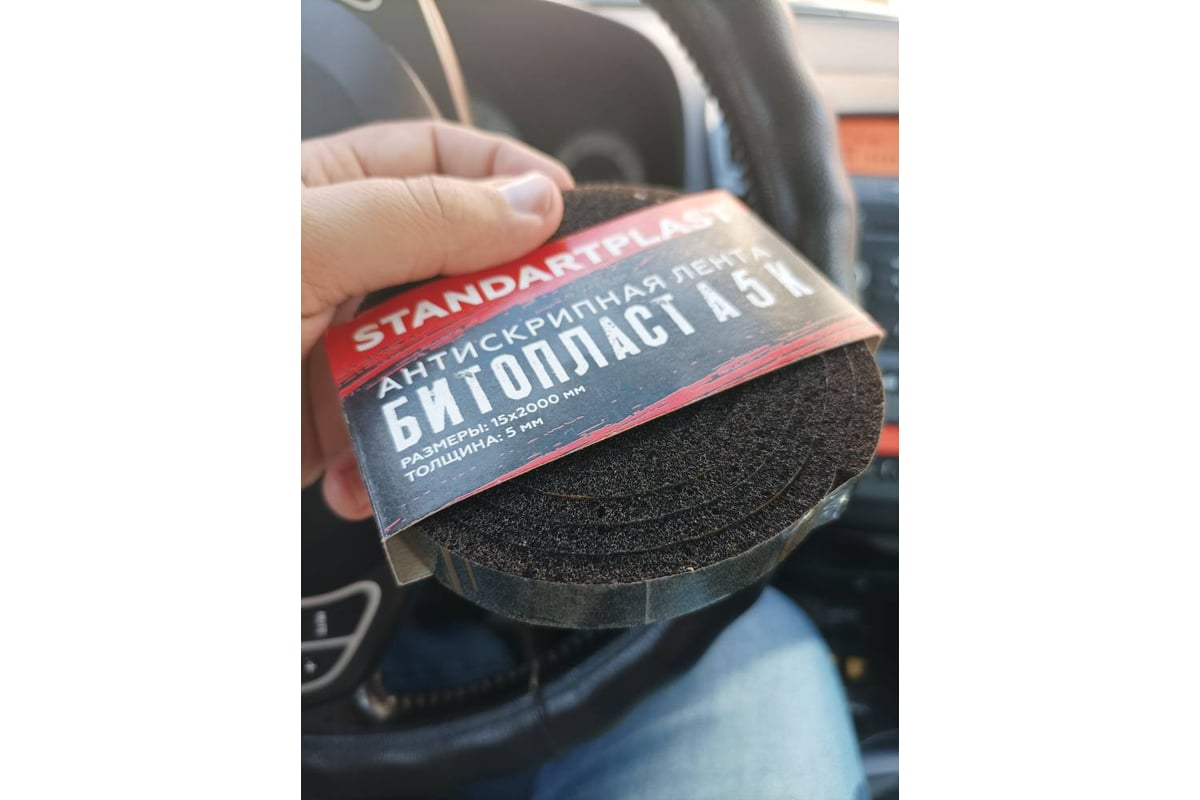 STANDARTPLAST
АНТИСКРИПНАЯ ЛЕНТА
БИТОПЛАСТ А 5 К
РАЗМЕРЫ: 15х2000 мм
ТОЛЩИНА: 5 мм